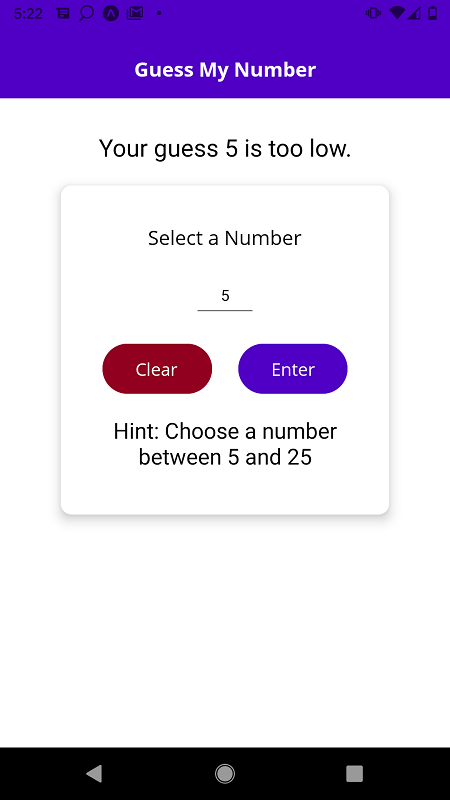 5:22
Guess My Number
Your guess 5 is too low.
Select a Number
5
Clear
Enter
Hint: Choose a number
between 5 and 25